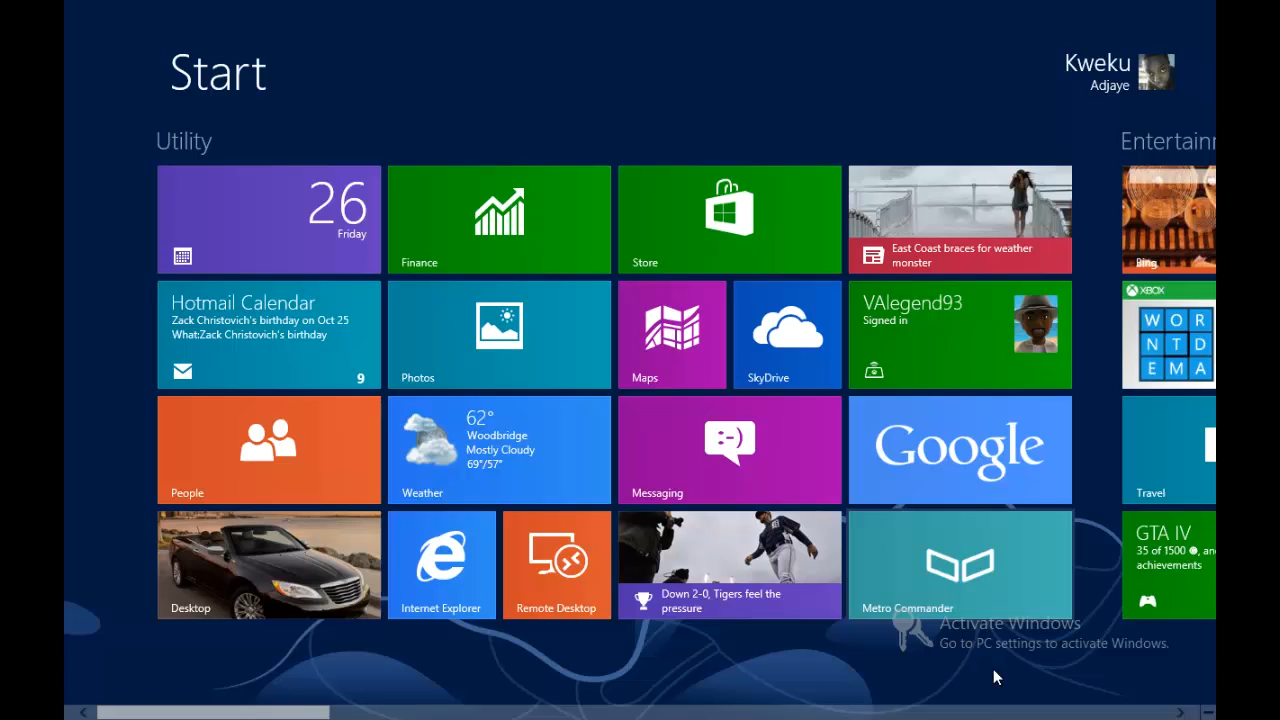 Start
Kweku
Adjaye
Utility
Entertainn
26
Friday
Finance
Store
East Coast braces for weather
monster
Bing
Hotmail Calendar
Zack Christovich's birthday on Oct 25
What:Zack Christovich's birthday
9
Photos
Maps
SkyDrive
VAlegend93
Signed in
XBOX
W O R
N T D
E M A
People
62°
Woodbridge
Mostly Cloudy
69°/57°
Weather
Messaging
Google
Travel
Desktop
Internet Explorer
Remote Desktop
Down 2-0, Tigers feel the
pressure
Metro Commander
GTA IV
35 of 1500 , and
achievements
Activate Windows
Go to PC settings to activate Windows.